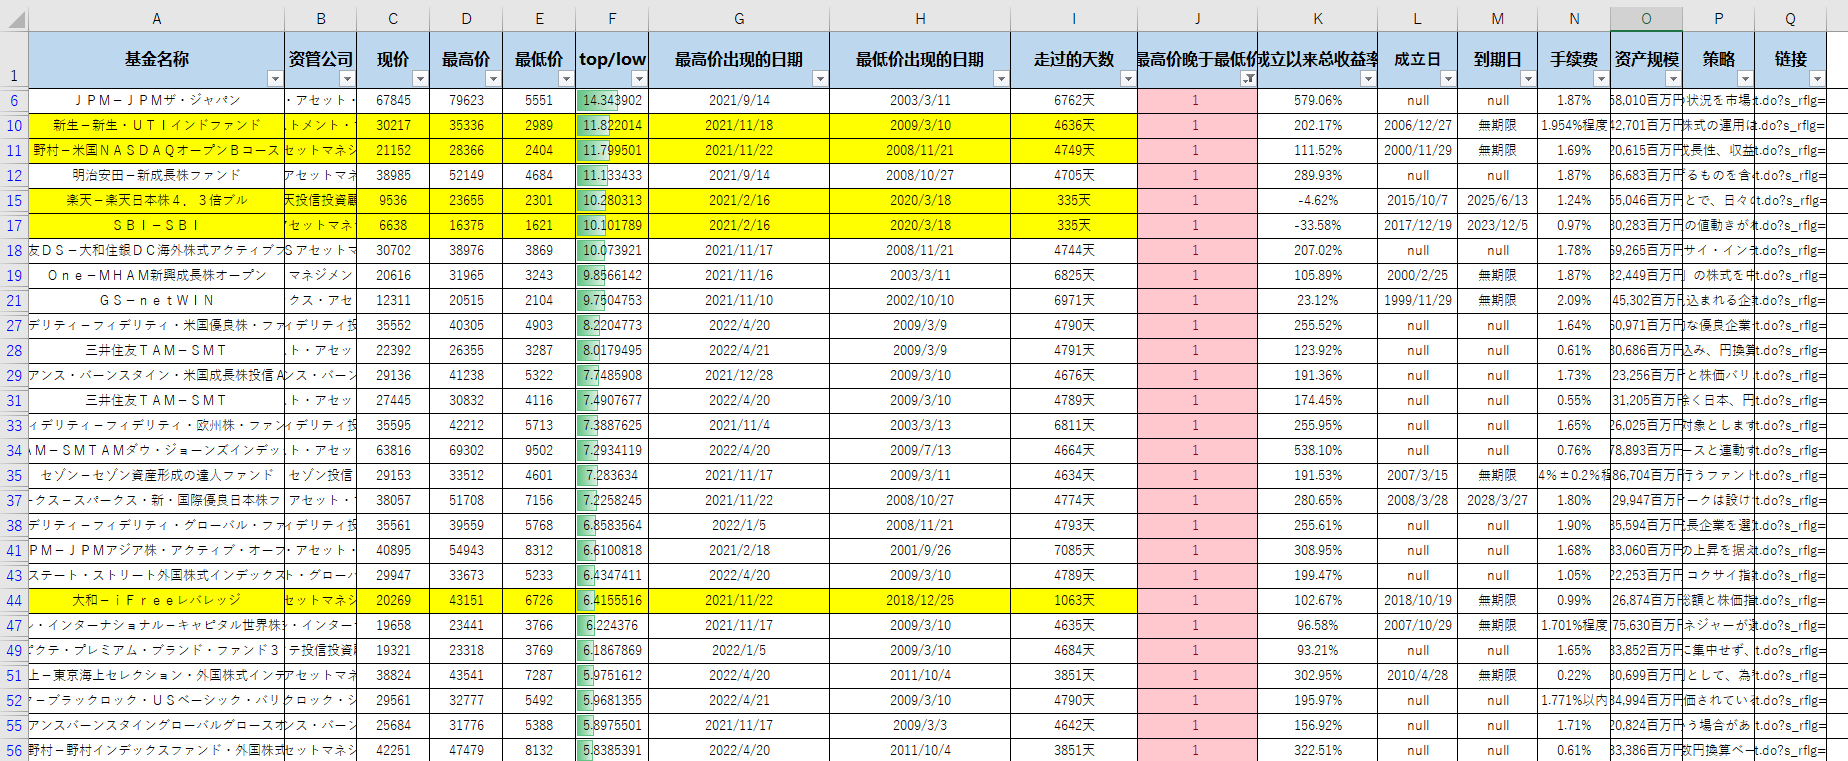 A B C D E F G H I J K L M N O P Q
1 基金名称 资管公司 现价 最高价 最低价 top/low 最高价出现的日期 最低价出现的日期 走过的天数 最高价晚于最低价 成立以来总收益率 成立日 到期日 手续费 资产规模 策略 链接
6 ＪＰＭ－ＪＰＭザ・ジャパン ・アセット・ 67845 79623 5551 14.343902 2021/9/14 2003/3/11 6762天 1 579.06% null null 1.87% 58,010百万円 状況を市場 t.do?s_rflg=
10 新生－新生・ＵＴＩインドファンド トメント・ 30217 35336 2989 11.822014 2021/11/18 2009/3/10 4636天 1 202.17% 2006/12/27 無期限 1.954%程度 42,701百万円 株式の運用は t.do?s_rflg=
11 野村－米国ＮＡＳＤＡＱオープンＢコース セットマネジ 21152 28366 2404 11.799501 2021/11/22 2008/11/21 4749天 1 111.52% 2000/11/29 無期限 1.69% 20,615百万円 成長性、収益 t.do?s_rflg=
12 明治安田－新成長株ファンド アセットマネ 38985 52149 4684 11.133433 2021/9/14 2008/10/27 4705天 1 289.93% null null 1.87% 36,683百万円 るものを含 t.do?s_rflg=
15 楽天－楽天日本株４．３倍ブル 天投信投資顧 9536 23655 2301 10.280313 2021/2/16 2020/3/18 335天 1 -4.62% 2015/10/7 2025/6/13 1.24% 55,046百万円 とで、日々の t.do?s_rflg=
17 ＳＢＩ－ＳＢＩ セットマネ 6638 16375 1621 10.101789 2021/2/16 2020/3/18 335天 1 -33.58% 2017/12/19 2023/12/5 0.97% 30,283百万円 の値動きが t.do?s_rflg=
18 友ＤＳ－大和住銀ＤＣ海外株式アクティブフ Ｓアセットマ 30702 38976 3869 10.073921 2021/11/17 2008/11/21 4744天 1 207.02% null null 1.78% 69,265百万円 サイ・イン t.do?s_rflg=
19 Ｏｎｅ－ＭＨＡＭ新興成長株オープン マネジメン 20616 31965 3243 9.8566142 2021/11/16 2003/3/11 6825天 1 105.89% 2000/2/25 無期限 1.87% 32,449百万円 の株式を中 t.do?s_rflg=
21 ＧＳ－ｎｅｔＷＩＮ クス・アセ 12311 20515 2104 9.7504753 2021/11/10 2002/10/10 6971天 1 23.12% 1999/11/29 無期限 2.09% 45,302百万円 込まれる企 t.do?s_rflg=
27 デリティ－フィデリティ・米国優良株・ファ ィデリティ投 35552 40305 4903 8.2204773 2022/4/20 2009/3/9 4790天 1 255.52% null null 1.64% 60,971百万円 な優良企業 t.do?s_rflg=
28 三井住友ＴＡＭ－ＳＭＴ ト・アセッ 22392 26355 3287 8.0179495 2022/4/21 2009/3/9 4791天 1 123.92% null null 0.61% 30,686百万円 込み、円換算 t.do?s_rflg=
29 アンス・バーンスタイン・米国成長株投信Ａ ンス・バーン 29136 41238 5322 7.7485908 2021/12/28 2009/3/10 4676天 1 191.36% null null 1.73% 23,256百万円 と株価バリ t.do?s_rflg=
31 三井住友ＴＡＭ－ＳＭＴ ト・アセッ 27445 30832 4116 7.4907677 2022/4/20 2009/3/10 4789天 1 174.45% null null 0.55% 31,205百万円 除く日本、円 t.do?s_rflg=
33 ィデリティ－フィデリティ・欧州株・ファン ィデリティ投 35595 42212 5713 7.3887625 2021/11/4 2003/3/13 6811天 1 255.95% null null 1.65% 26,025百万円 対象とします t.do?s_rflg=
34 AM－ＳＭＴＡＭダウ・ジョーンズインデッ ト・アセッ 63816 69302 9502 7.2934119 2022/4/20 2009/7/13 4664天 1 538.10% null null 0.76% 78,893百万円 ースと連動す t.do?s_rflg=
35 セゾン－セゾン資産形成の達人ファンド セゾン投信 29153 33512 4601 7.283634 2021/11/17 2009/3/11 4634天 1 191.53% 2007/3/15 無期限 4%±0.2%程 86,704百万円 行うファント t.do?s_rflg=
37 -クス－スパークス・新・国際優良日本株フ アセット・ 38057 51708 7156 7.2258245 2021/11/22 2008/10/27 4774天 1 280.65% 2008/3/28 2028/3/27 1.80% 29,947百万円 ークは設け t.do?s_rflg=
38 デリティ－フィデリティ・グローバル・ファ ィデリティ投 35561 39559 5768 6.8583564 2022/1/5 2008/11/21 4793天 1 255.61% null null 1.90% 35,594百万円 長企業を選 t.do?s_rflg=
41 ＰＭ－ＪＰＭアジア株・アクティブ・オープ ・アセット・ 40895 54943 8312 6.6100818 2021/2/18 2001/9/26 7085天 1 308.95% null null 1.68% 33,060百万円 の上昇を据え t.do?s_rflg=
43 ステート・ストリート外国株式インデックス ト・グローバ 29947 33673 5233 6.4347411 2022/4/20 2009/3/10 4789天 1 199.47% null null 1.05% 22,253百万円 コクサイ指 t.do?s_rflg=
44 大和－ｉＦｒｅｅレバレッジ セットマネジ 20269 43151 6726 6.4155516 2021/11/22 2018/12/25 1063天 1 102.67% 2018/10/19 無期限 0.99% 26,874百万円 総額と株価指 t.do?s_rflg=
47 ル・インターナショナル－キャピタル世界株 ・インター 19658 23441 3766 6.224376 2021/11/17 2009/3/10 4635天 1 96.58% 2007/10/29 無期限 1.701%程度 75,630百万円 ネジャーが t.do?s_rflg=
49 ピクテ・プレミアム・ブランド・ファンド３ テ投信投資顧 19321 23318 3769 6.1867869 2022/1/5 2009/3/10 4684天 1 93.21% null null 1.65% 33,852百万円 に集中せず、 t.do?s_rflg=
51 上－東京海上セレクション・外国株式インデ アセットマネ 38824 43541 7287 5.9751612 2022/4/20 2011/10/4 3851天 1 302.95% 2010/4/28 無期限 0.22% 30,699百万円 として、為 t.do?s_rflg=
52 ク－ブラックロック・ＵＳベーシック・バリ クロック・ジ 29561 32777 5492 5.9681355 2022/4/21 2009/3/10 4790天 1 195.97% null null 1.771%以内 34,994百万円 価されている t.do?s_rflg=
55 アンスバーンスタイングローバルグロースオ ンス・バーン 25684 31776 5388 5.8975501 2021/11/17 2009/3/3 4642天 1 156.92% null null 1.71% 20,824百万円 う場合があ t.do?s_rflg=
56 野村－野村インデックスファンド・外国株式 セットマネジ 42251 47479 8132 5.8385391 2022/4/20 2011/10/4 3851天 1 322.51% null null 0.61% 33,386百万円 数円換算ベー t.do?s_rflg=